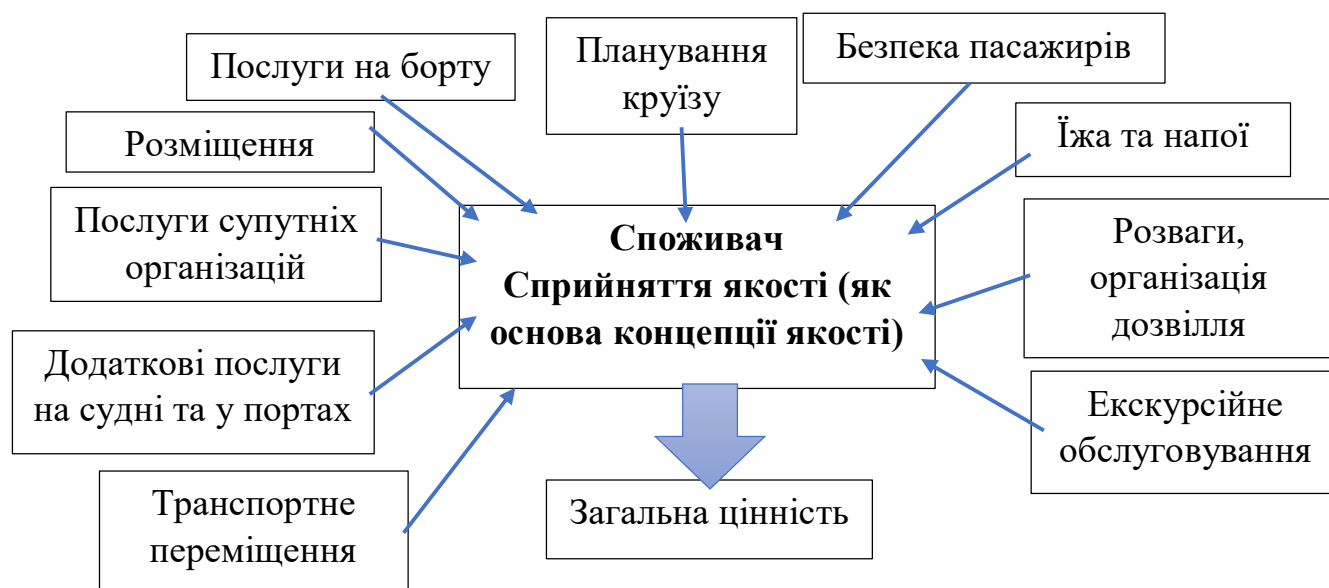 Послуги на борту
Планування
круїзу
Безпека пасажирів
Розміщення
Їжа та напої
Послуги супутніх
організацій
Споживач
Сприйняття якості (як
основа концепції якості)
Розваги,
організація
дозвілля
Додаткові послуги
на судні та у портах
Екскурсійне
обслуговування
Транспортне
переміщення
Загальна цінність